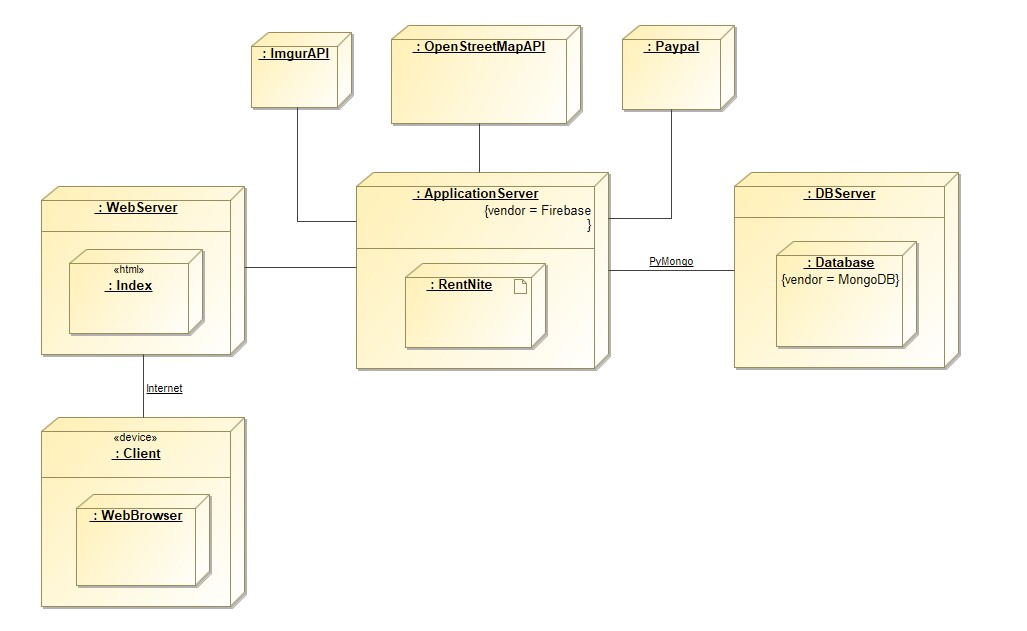 : ImgurAPI
: OpenStreetMapAPI
: Paypal
: WebServer
«html»
: Index
: ApplicationServer
{vendor = Firebase
}
: RentNite
PyMongo
: DBServer
: Database
{vendor = MongoDB}
Internet
«device»
: Client
: WebBrowser